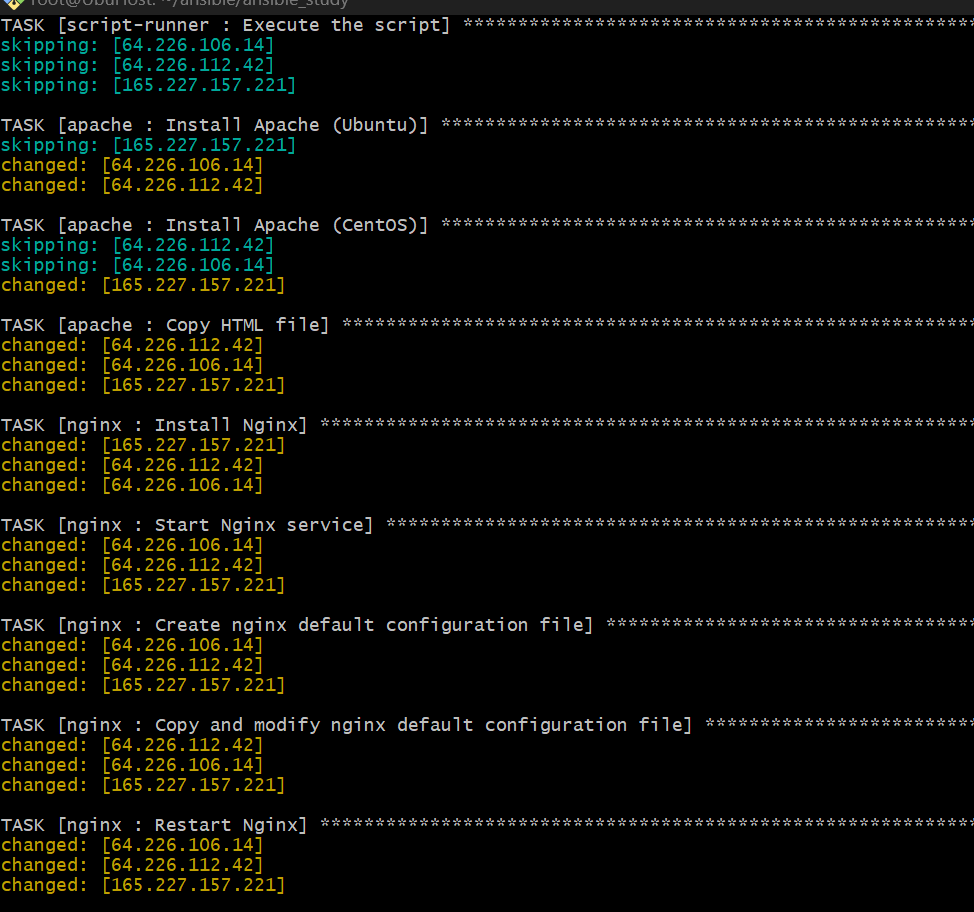 root@UbuHost: ~/ansible/ansible_study
TASK [script-runner : Execute the script] ***********************************************
skipping: [64.226.106.14]
skipping: [64.226.112.42]
skipping: [165.227.157.221]
TASK [apache : Install Apache (Ubuntu)] *************************************************
skipping: [165.227.157.221]
changed: [64.226.106.14]
changed: [64.226.112.42]
TASK [apache : Install Apache (CentOS)] *************************************************
skipping: [64.226.112.42]
skipping: [64.226.106.14]
changed: [165.227.157.221]
TASK [apache : Copy HTML file] **********************************************************
changed: [64.226.112.42]
changed: [64.226.106.14]
changed: [165.227.157.221]
TASK [nginx : Install Nginx] ************************************************************
changed: [165.227.157.221]
changed: [64.226.112.42]
changed: [64.226.106.14]
TASK [nginx : Start Nginx service] ******************************************************
changed: [64.226.106.14]
changed: [64.226.112.42]
changed: [165.227.157.221]
TASK [nginx : Create nginx default configuration file] **********************************
changed: [64.226.106.14]
changed: [64.226.112.42]
changed: [165.227.157.221]
TASK [nginx : Copy and modify nginx default configuration file] *************************
changed: [64.226.112.42]
changed: [64.226.106.14]
changed: [165.227.157.221]
TASK [nginx : Restart Nginx] ************************************************************
changed: [64.226.106.14]
changed: [64.226.112.42]
changed: [165.227.157.221]